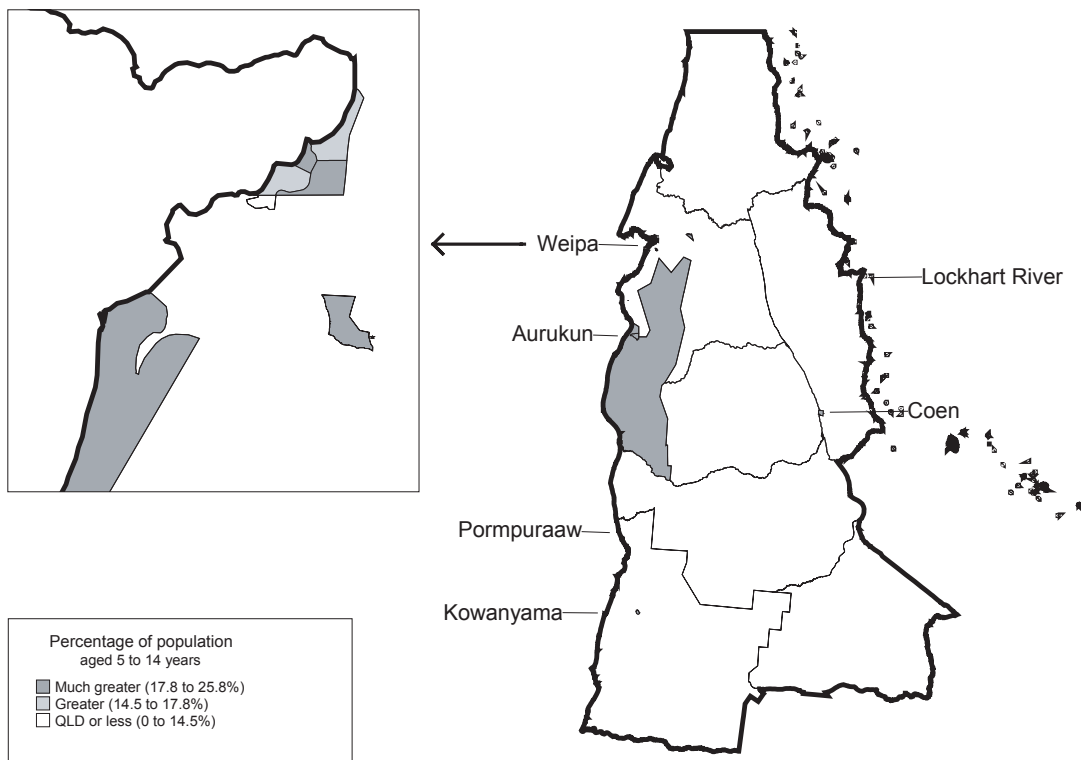 Weipa
Lockhart River
Aurukun
Coen
Pormpuraaw
Kowanyama
Percentage of population
aged 5 to 14 years
Much greater (17.8 to 25.8%)
Greater (14.5 to 17.8%)
QLD or less (0 to 14.5%)